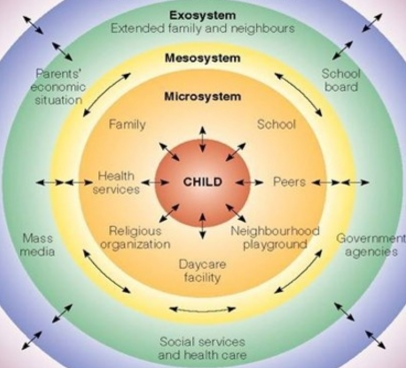 Exosystem
Extended family and neighbours
Mesosystem
Parents'
economic
situation
School
board
Microsystem
Family
School
Health
services
CHILD
Peers
Religious
organization
Neighbourhood
playground
Mass
media
Government
agencies
Daycare
facility
Social services
and health care